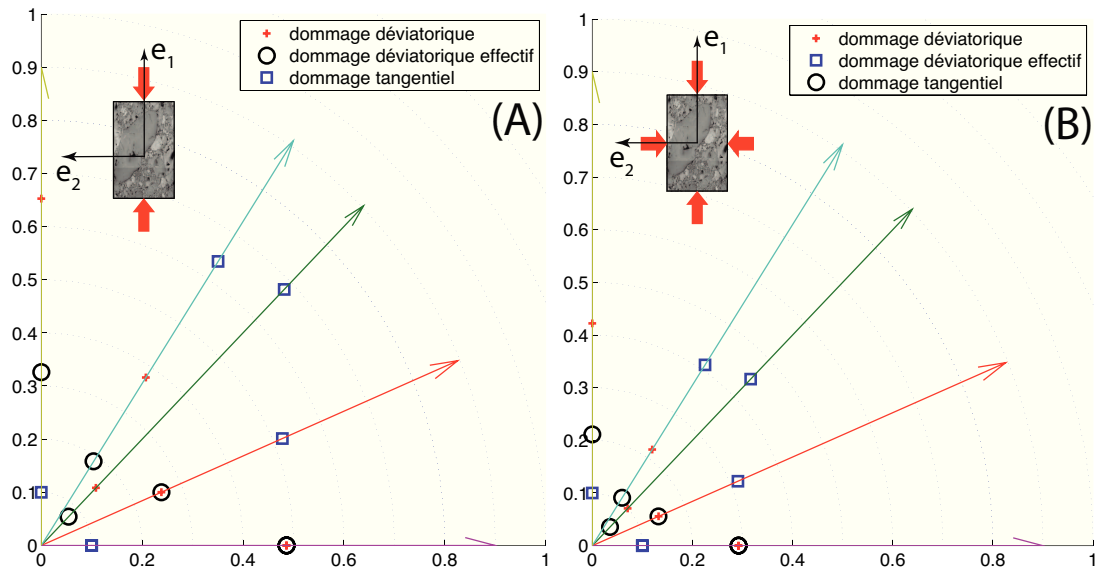 dommage déviatorique
dommage déviatorique effectif
dommage tangentiel
(A)
e1
e2
1
0.9
0.8
0.7
0.6
0.5
0.4
0.3
0.2
0.1
0
0 0.2 0.4 0.6 0.8 1
dommage déviatorique
dommage déviatorique effectif
dommage tangentiel
(B)
e1
e2
1
0.9
0.8
0.7
0.6
0.5
0.4
0.3
0.2
0.1
0
0 0.2 0.4 0.6 0.8 1